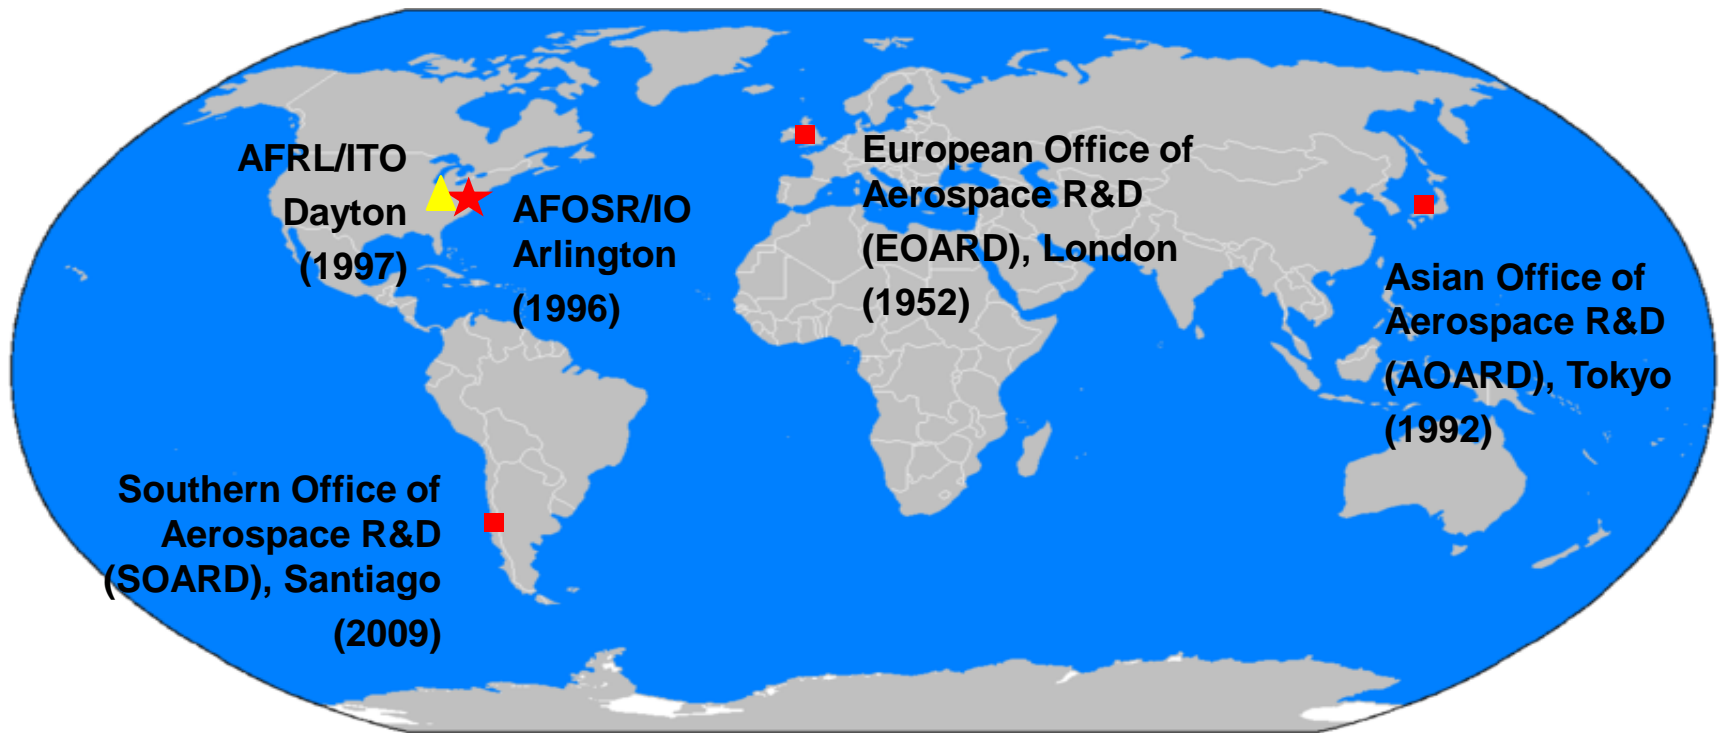 AFRL/ITO
Dayton
(1997)
AFOSR/IO
Arlington
(1996)
European Office of
Aerospace R&D
(EOARD), London
(1952)
Asian Office of
Aerospace R&D
(AOARD), Tokyo
(1992)
Southern Office of
Aerospace R&D
(SOARD), Santiago
(2009)